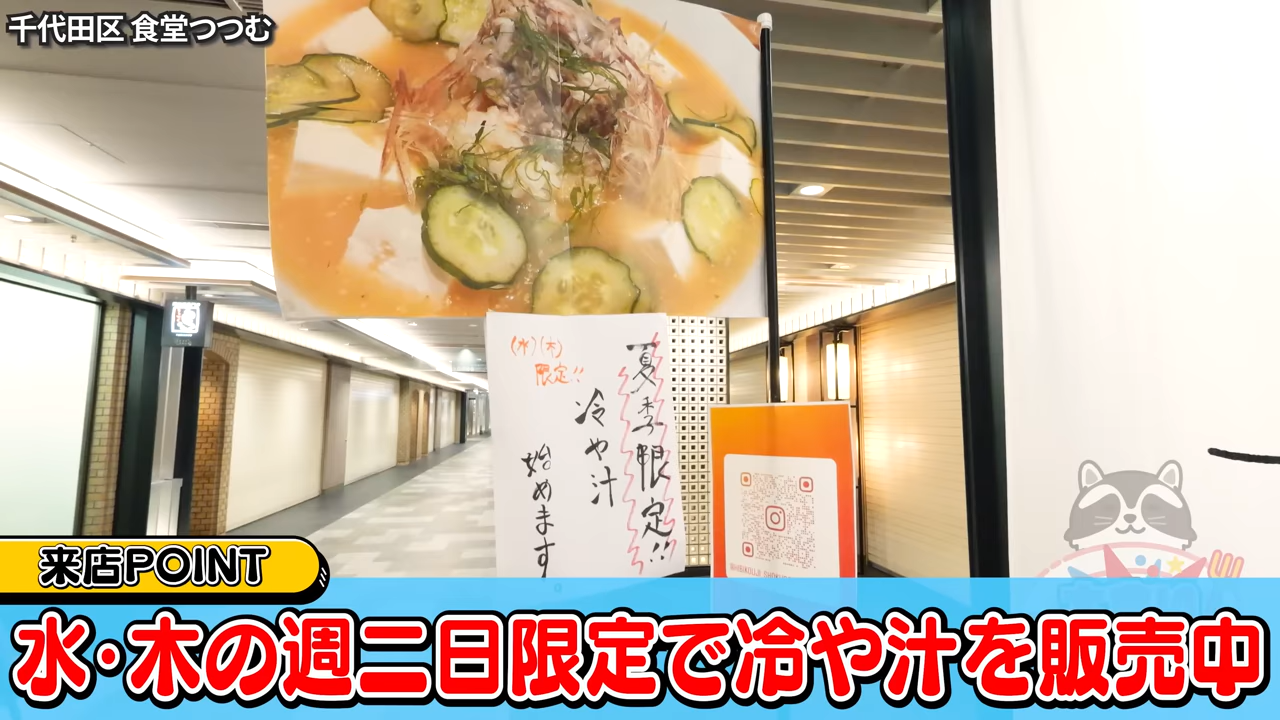 千代田区 食堂つつむ
(水)(木)
限定!!
夏季限定!!
冷や汁
始めます
来店POINT
水・木の週二日限定で冷や汁を販売中